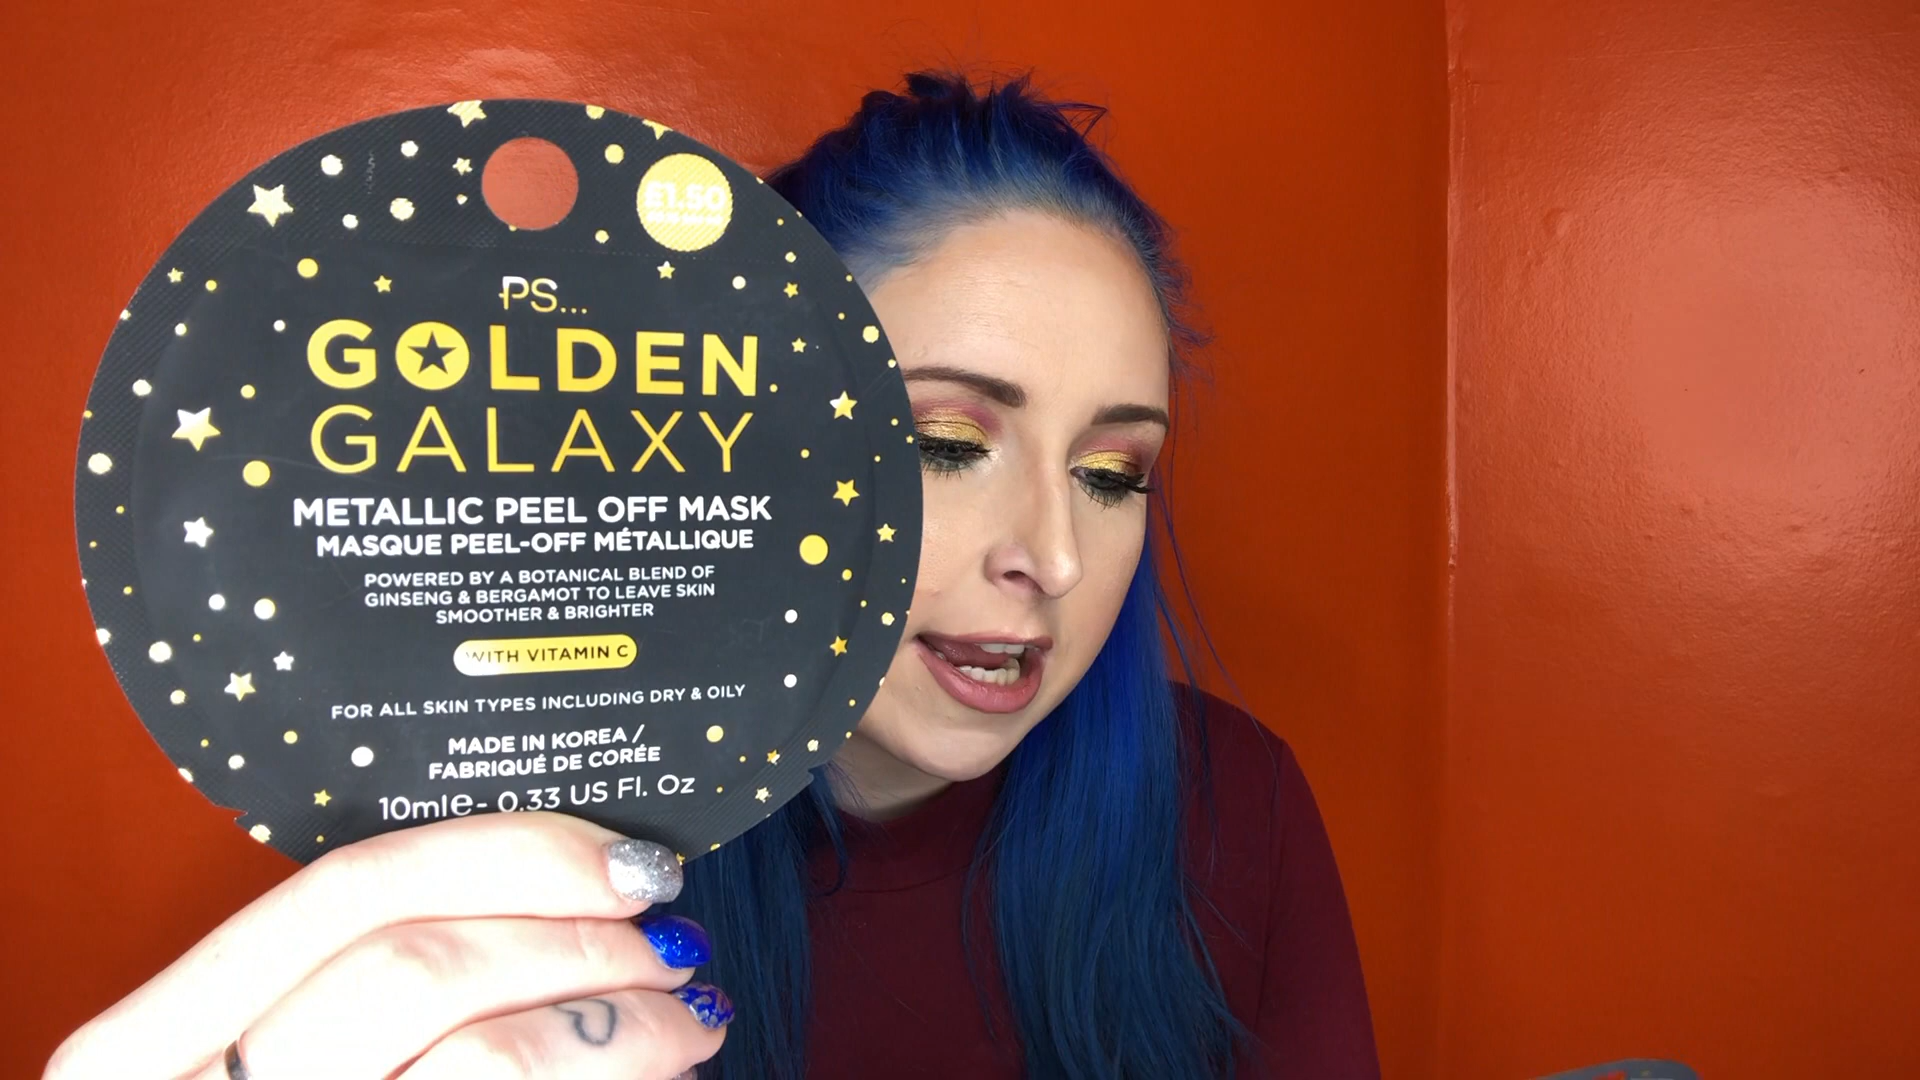 £1.50
PS...
GOLDEN
GALAXY
METALLIC PEEL OFF MASK
MASQUE PEEL-OFF MÉTALLIQUE
POWERED BY A BOTANICAL BLEND OF
GINSENG & BERGAMOT TO LEAVE SKIN
SMOOTHER & BRIGHTER
WITH VITAMIN C
FOR ALL SKIN TYPES INCLUDING DRY & OILY
MADE IN KOREA /
FABRIQUÉ DE CORÉE
10ml℮ - 0.33 US Fl. Oz